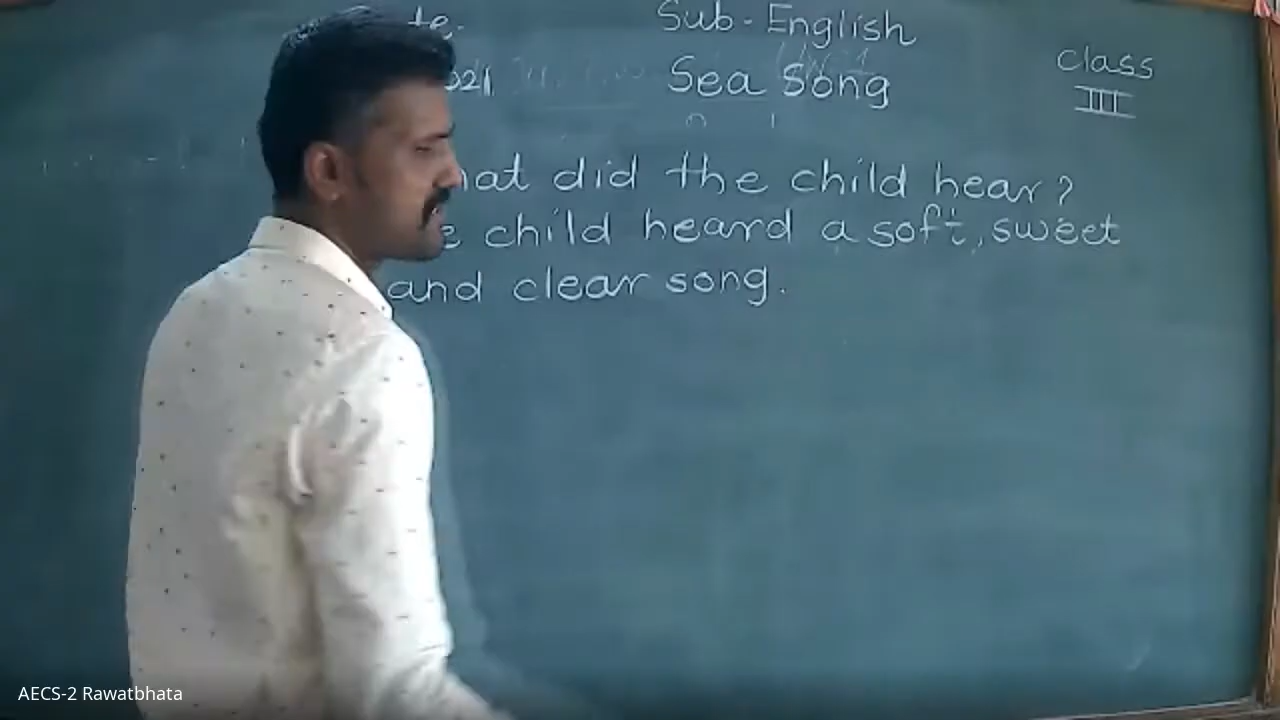 Sub-English
Sea Song
class
III
did the child hear?
child heard a soft, sweet
and clear song.
AECS-2 Rawatbhata